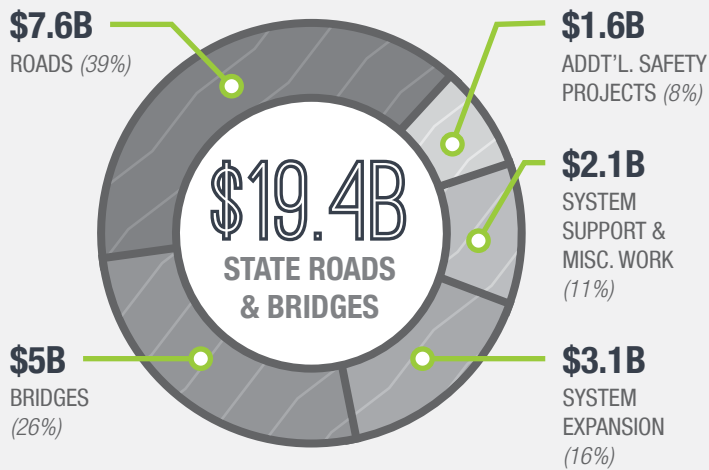 $7.6B
ROADS (39%)
$1.6B
ADDT'L. SAFETY
PROJECTS (8%)
$19.4B
STATE ROADS
& BRIDGES
$2.1B
SYSTEM
SUPPORT &
MISC. WORK
(11%)
$5B
BRIDGES
(26%)
$3.1B
SYSTEM
EXPANSION
(16%)